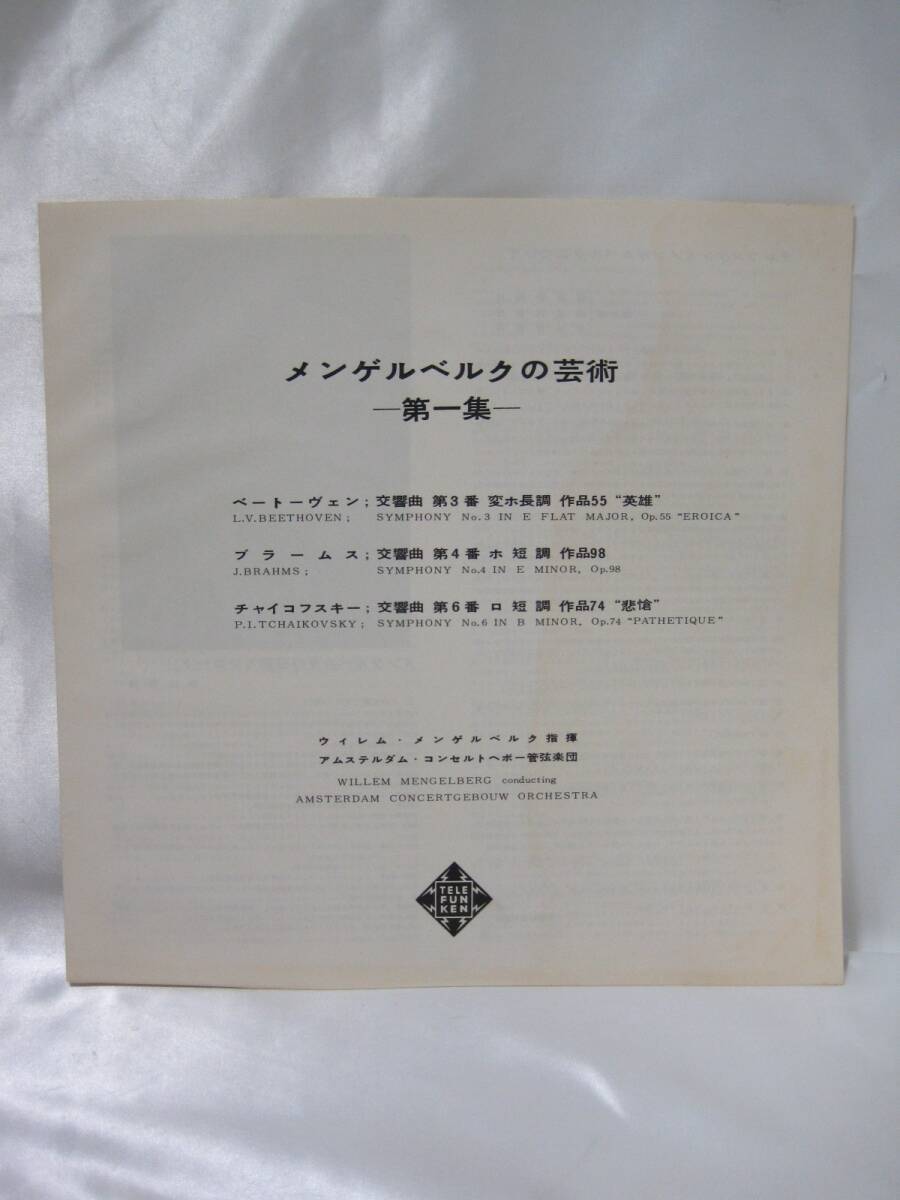 メンゲルベルクの芸術
―第一集―
ベートーヴェン; 交響曲 第3番 変ホ長調 作品55 “英雄”
L.V.BEETHOVEN; SYMPHONY No.3 IN E FLAT MAJOR, Op.55 “EROICA”
ブラームス; 交響曲 第4番 ホ短調 作品98
J.BRAHMS; SYMPHONY No.4 IN E MINOR, Op.98
チャイコフスキー; 交響曲 第6番 ロ短調 作品74 “悲愴”
P.I.TCHAIKOVSKY; SYMPHONY No.6 IN B MINOR, Op.74 “PATHETIQUE”
ウィレム・メンゲルベルク指揮
アムステルダム・コンセルトヘボー管弦楽団
WILLEM MENGELBERG conducting
AMSTERDAM CONCERTGEBOUW ORCHESTRA
TELE
FUN
KEN